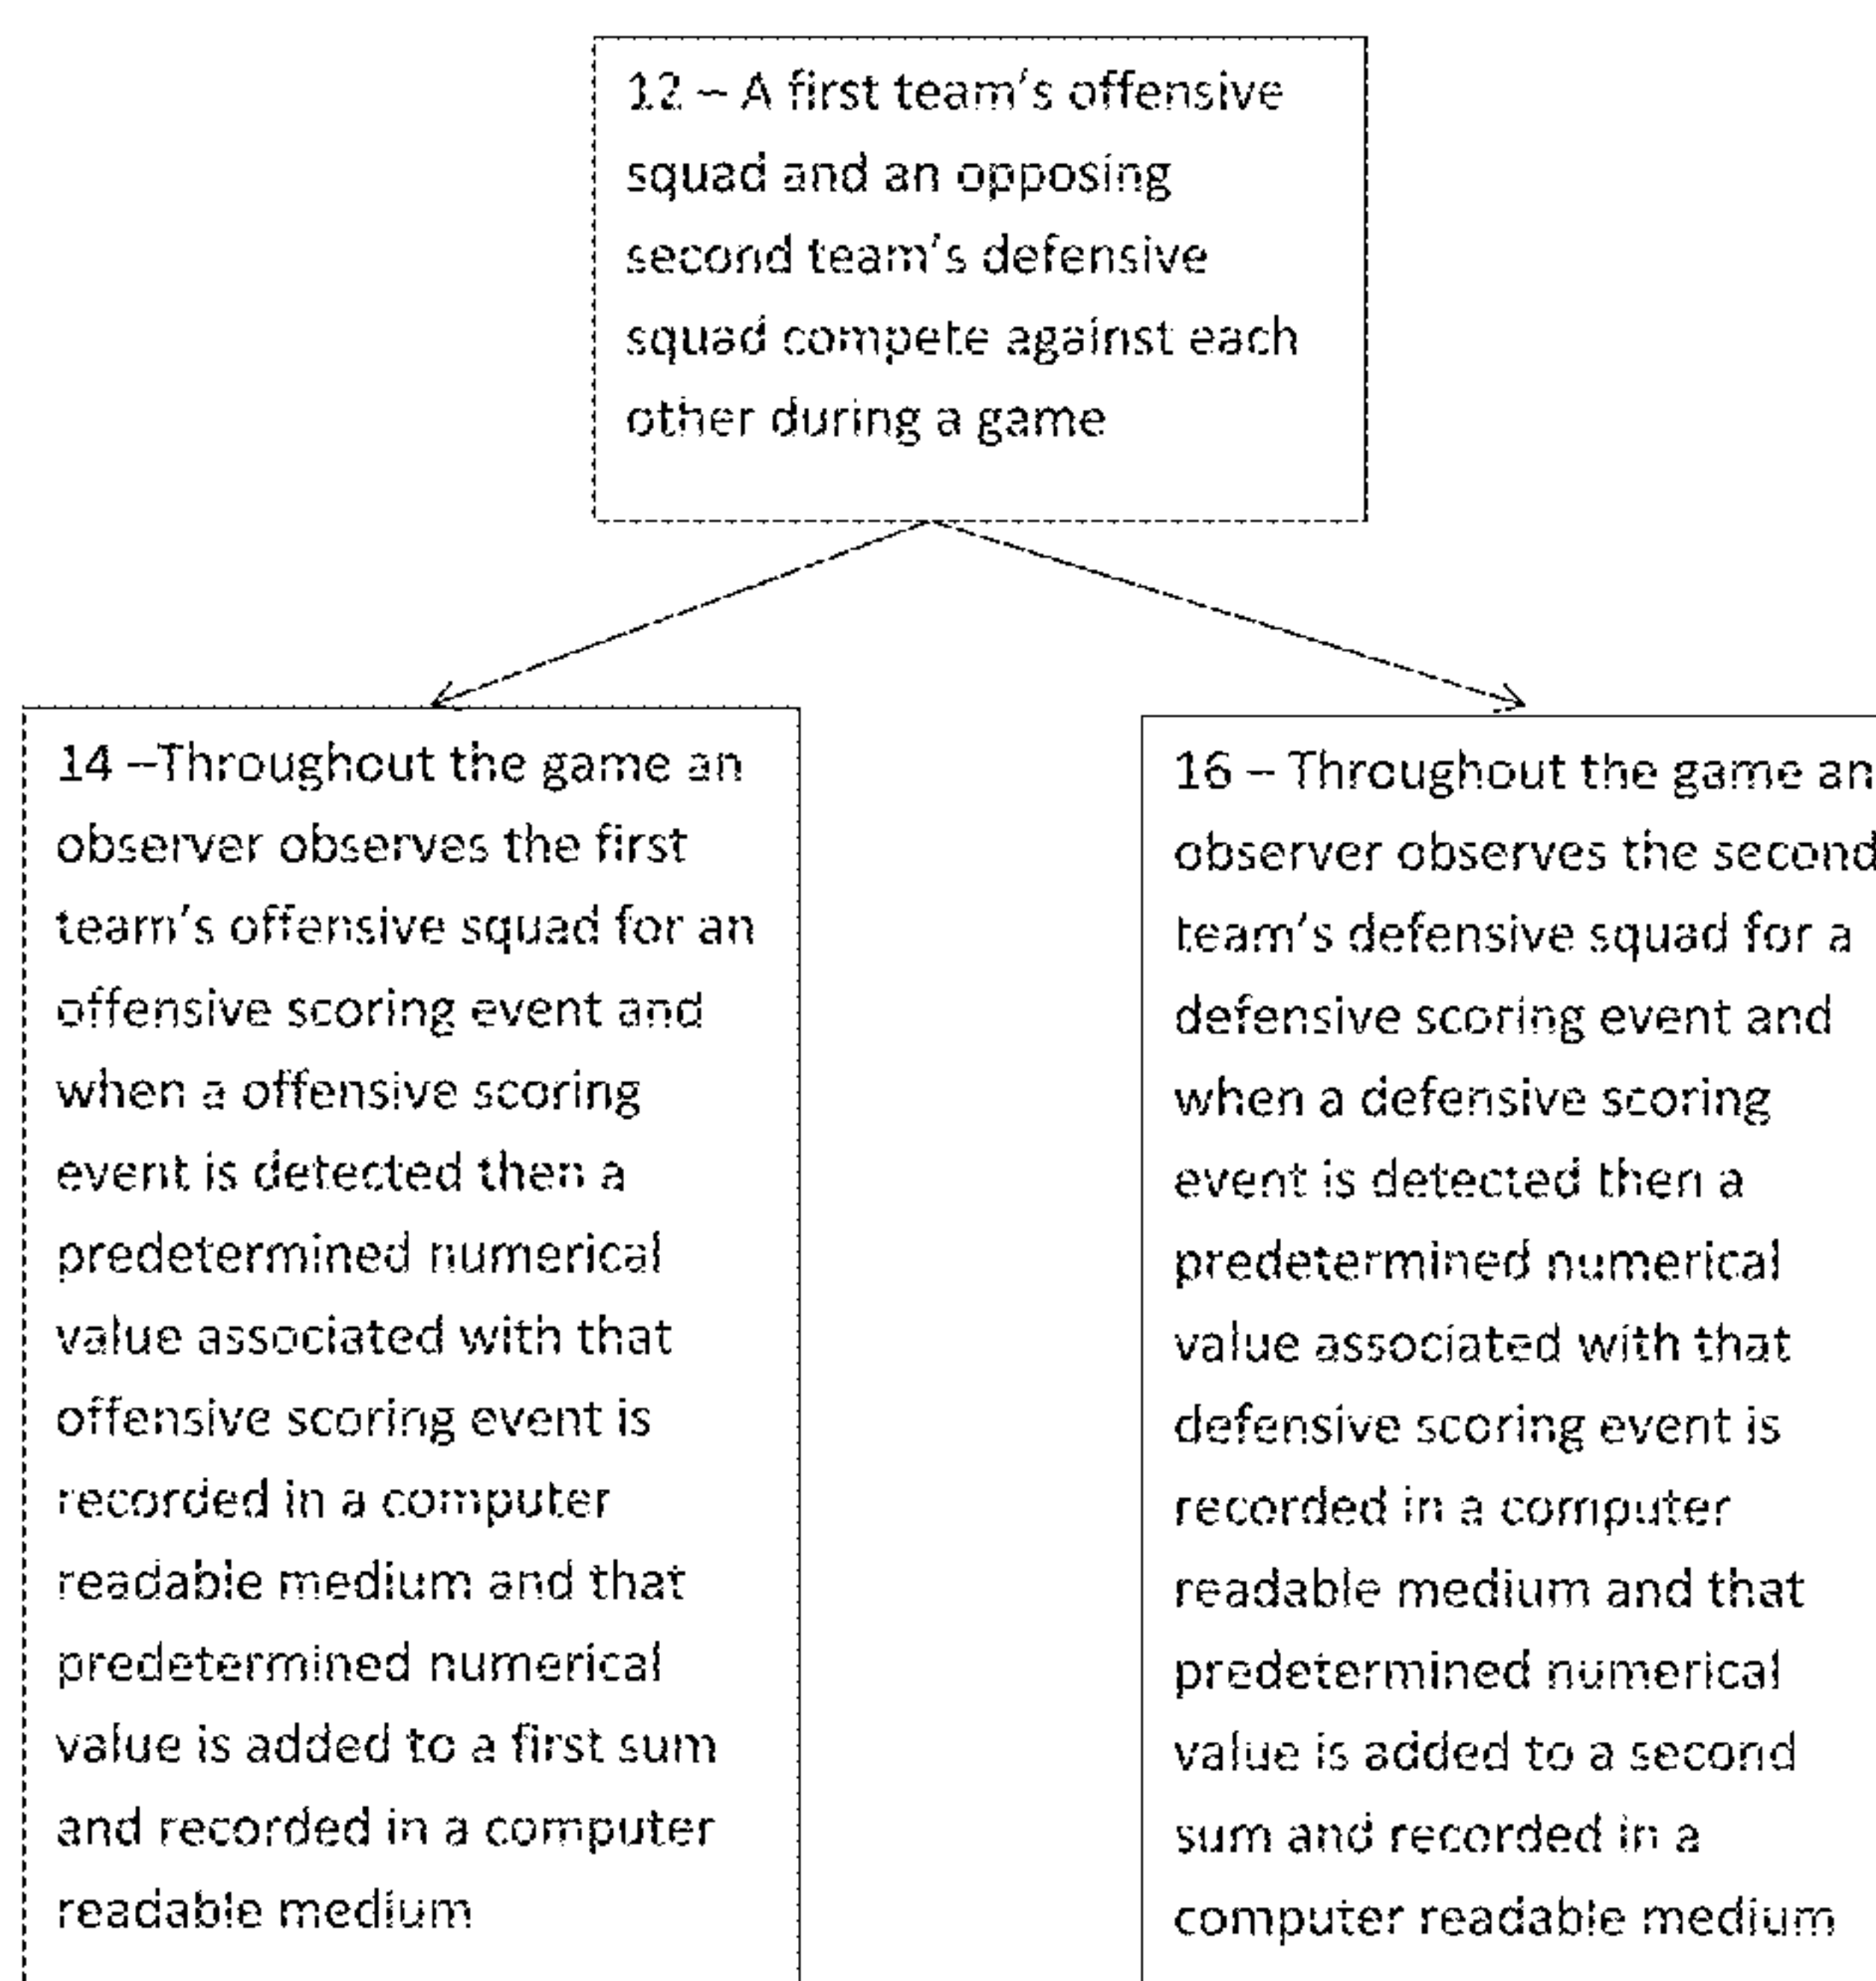 12 – A first team's offensive
squad and an opposing
second team's defensive
squad compete against each
other during a game
14 –Throughout the game an
observer observes the first
team's offensive squad for an
offensive scoring event and
when a offensive scoring
event is detected then a
predetermined numerical
value associated with that
offensive scoring event is
recorded in a computer
readable medium and that
predetermined numerical
value is added to a first sum
and recorded in a computer
readable medium
16 – Throughout the game an
observer observes the second
team's defensive squad for a
defensive scoring event and
when a defensive scoring
event is detected then a
predetermined numerical
value associated with that
defensive scoring event is
recorded in a computer
readable medium and that
predetermined numerical
value is added to a second
sum and recorded in a
computer readable medium